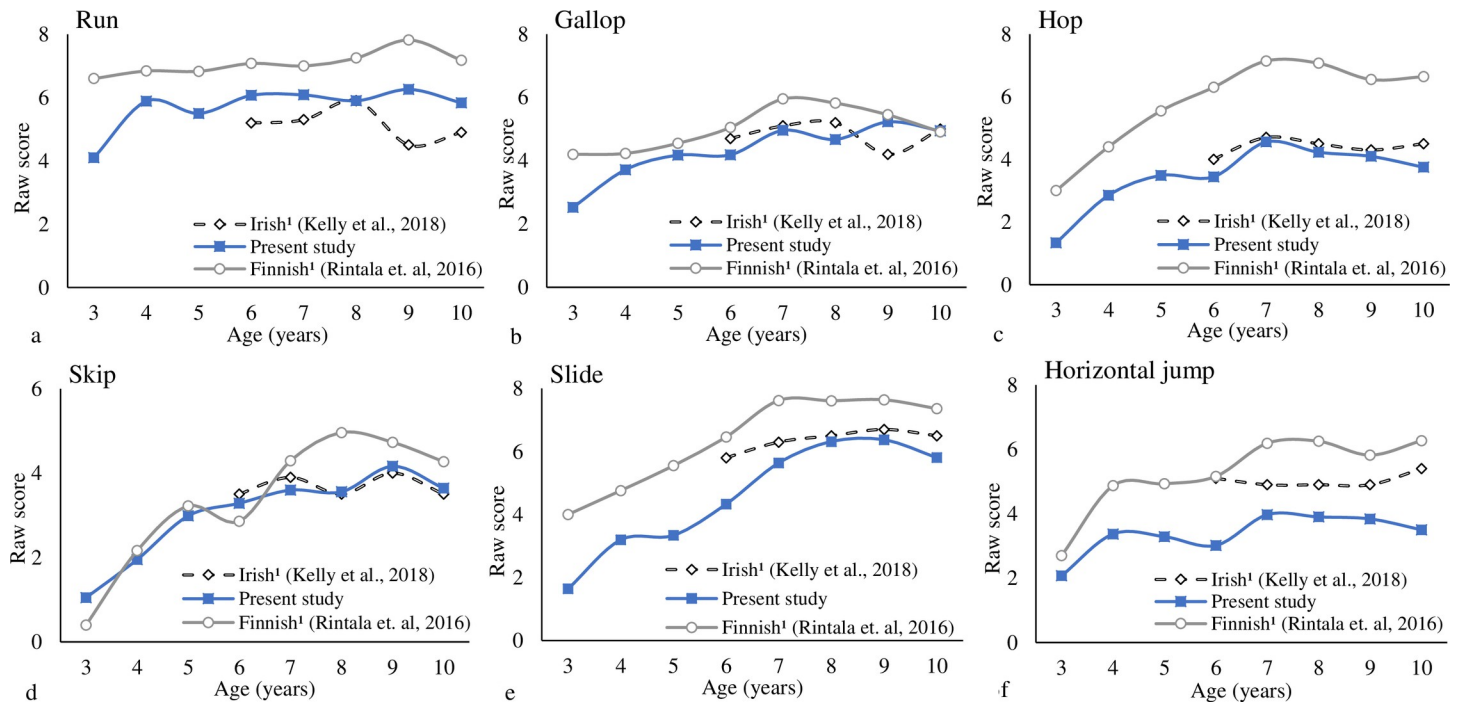 Run
8
6
4
2
0
Raw score
Irish¹ (Kelly et al., 2018)
Present study
Finnish¹ (Rintala et. al, 2016)
3 4 5 6 7 8 9 10
Age (years)
a
Gallop
8
6
4
2
0
Raw score
Irish¹ (Kelly et al., 2018)
Present study
Finnish¹ (Rintala et. al, 2016)
3 4 5 6 7 8 9 10
Age (years)
b
Hop
8
6
4
2
0
Raw score
Irish¹ (Kelly et al., 2018)
Present study
Finnish¹ (Rintala et. al, 2016)
3 4 5 6 7 8 9 10
Age (years)
c
Skip
6
4
2
0
Raw score
Irish¹ (Kelly et al., 2018)
Present study
Finnish¹ (Rintala et. al, 2016)
3 4 5 6 7 8 9 10
Age (years)
d
Slide
8
6
4
2
0
Raw score
Irish¹ (Kelly et al., 2018)
Present study
Finnish¹ (Rintala et. al, 2016)
3 4 5 6 7 8 9 10
Age (years)
e
Horizontal jump
8
6
4
2
0
Raw score
Irish¹ (Kelly et al., 2018)
Present study
Finnish¹ (Rintala et. al, 2016)
3 4 5 6 7 8 9 10
Age (years)
f